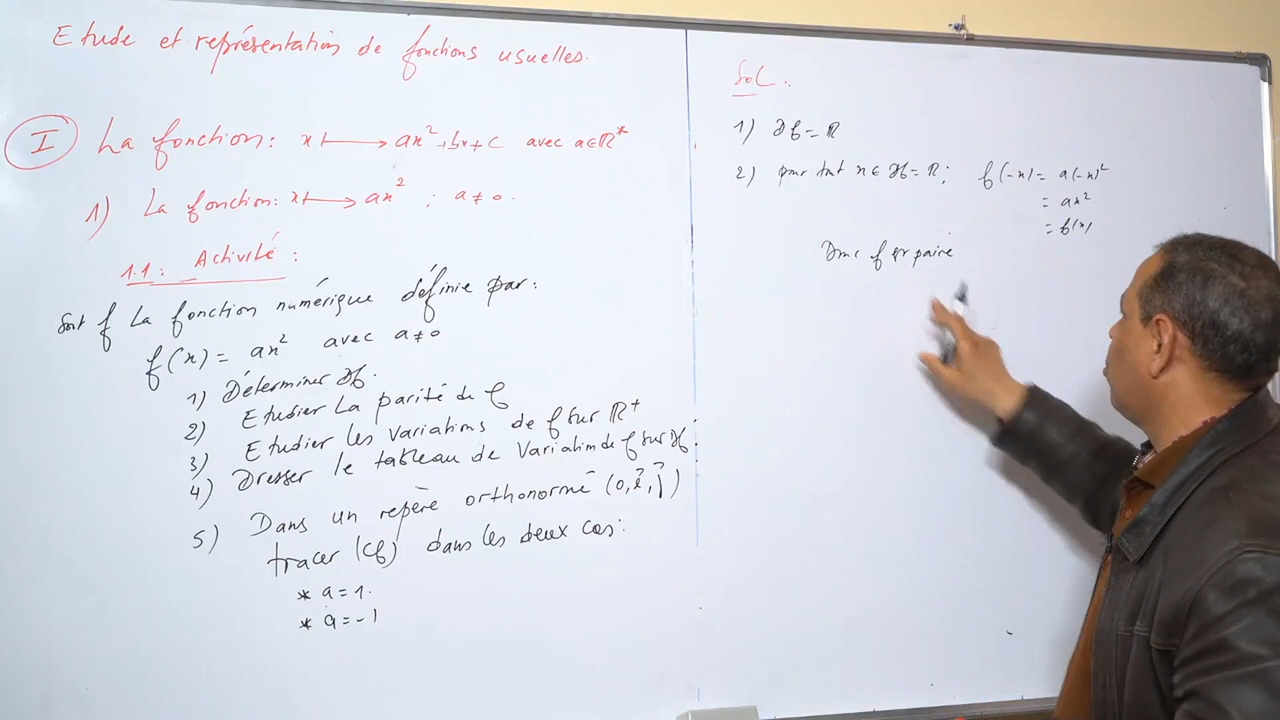 Etude et représentation de fonctions usuelles.
I La fonction: x ⟼ ax²+bx+c avec a∈ℝ*
1) La fonction: x ⟼ ax² ; a≠0.
1.1: Activité:
Soit f La fonction numérique définie par:
f(x) = ax² avec a≠0
1) Déterminer Df.
2) Etudier La parité de f
3) Etudier les variations de f sur ℝ⁺
4) Dresser le tableau de variation de f sur Df.
5) Dans un repère orthonormé (o,i⃗,j⃗)
tracer (Cf) dans les deux cas:
* a=1.
* a=-1
Sol:
1) Df = ℝ
2) pour tout x∈Df=ℝ; f(-x) = a(-x)²
= ax²
= f(x)
Donc f est paire